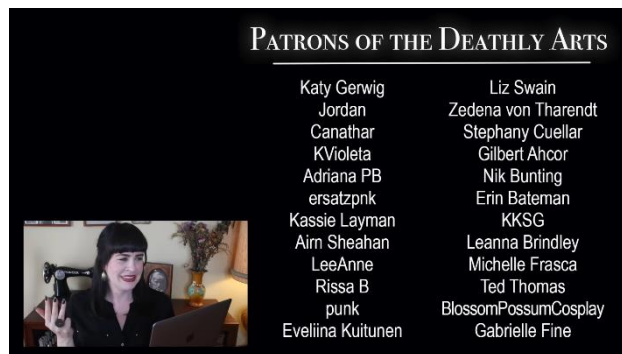 PATRONS OF THE DEATHLY ARTS
Katy Gerwig
Jordan
Canathar
KVioleta
Adriana PB
ersatzpnk
Kassie Layman
Airn Sheahan
LeeAnne
Rissa B
punk
Eveliina Kuitunen
Liz Swain
Zedena von Tharendt
Stephany Cuellar
Gilbert Ahcor
Nik Bunting
Erin Bateman
KKSG
Leanna Brindley
Michelle Frasca
Ted Thomas
BlossomPossumCosplay
Gabrielle Fine